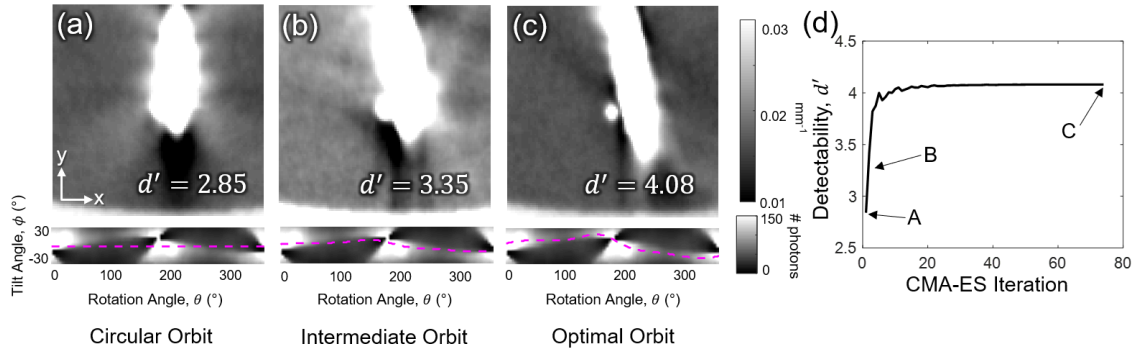 (a)
y
x
d′ = 2.85
(b)
d′ = 3.35
(c)
d′ = 4.08
0.03
0.02
0.01
mm⁻¹
150
0
# photons
Tilt Angle, ϕ (°)
30
-30
0 100 200 300
Rotation Angle, θ (°)
0 100 200 300
Rotation Angle, θ (°)
0 100 200 300
Rotation Angle, θ (°)
Circular Orbit
Intermediate Orbit
Optimal Orbit
(d)
Detectability, d′
4.5
4
3.5
3
2.5
A
B
C
0 20 40 60 80
CMA-ES Iteration